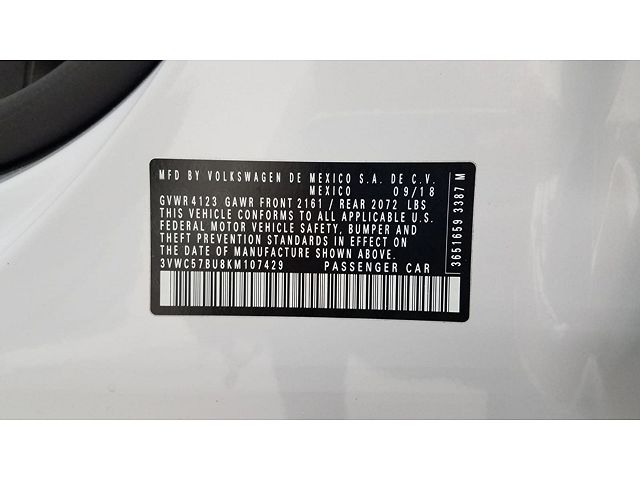 MFD BY VOLKSWAGEN DE MEXICO S.A. DE C.V.
MEXICO 09/18
GVWR 4123 GAWR FRONT 2161 / REAR 2072 LBS
THIS VEHICLE CONFORMS TO ALL APPLICABLE U.S.
FEDERAL MOTOR VEHICLE SAFETY, BUMPER AND
THEFT PREVENTION STANDARDS IN EFFECT ON
THE DATE OF MANUFACTURE SHOWN ABOVE.
3VWC57BU8KM107429 PASSENGER CAR
3651659 3387 M